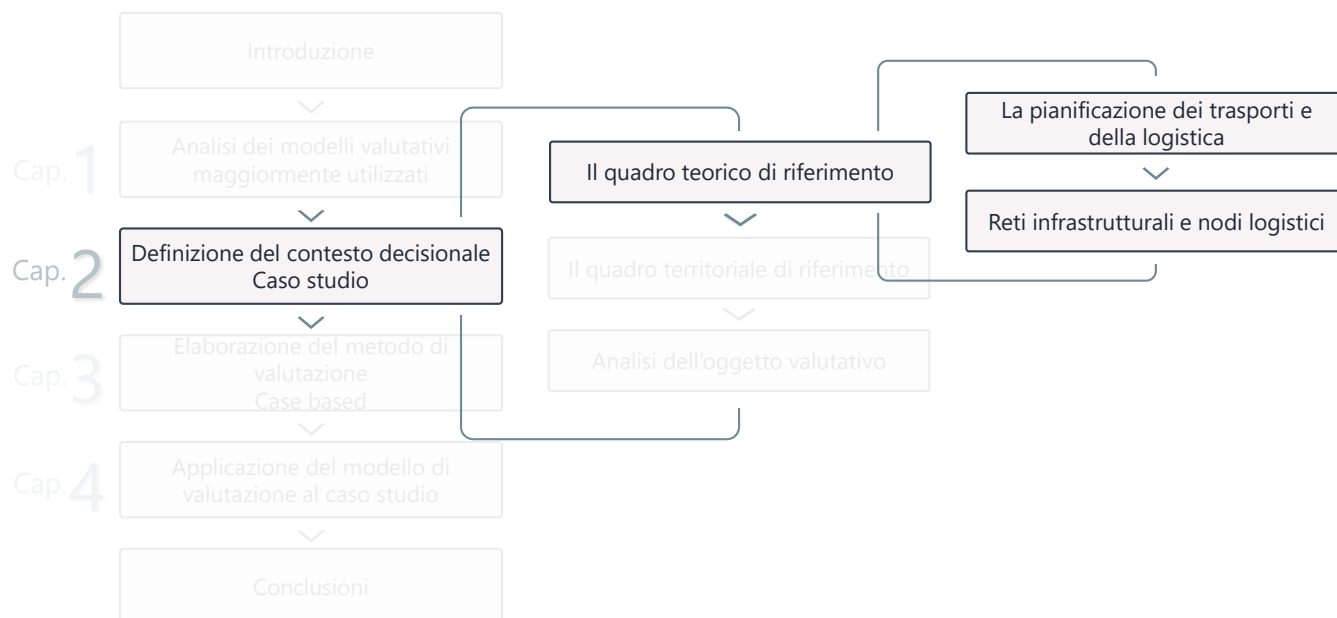 Introduzione
Cap. 1
Analisi dei modelli valutativi
maggiormente utilizzati
Cap. 2
Definizione del contesto decisionale
Caso studio
Cap. 3
Elaborazione del metodo di
valutazione
Case based
Cap. 4
Applicazione del modello di
valutazione al caso studio
Conclusioni
Il quadro teorico di riferimento
Il quadro territoriale di riferimento
Analisi dell'oggetto valutativo
La pianificazione dei trasporti e
della logistica
Reti infrastrutturali e nodi logistici